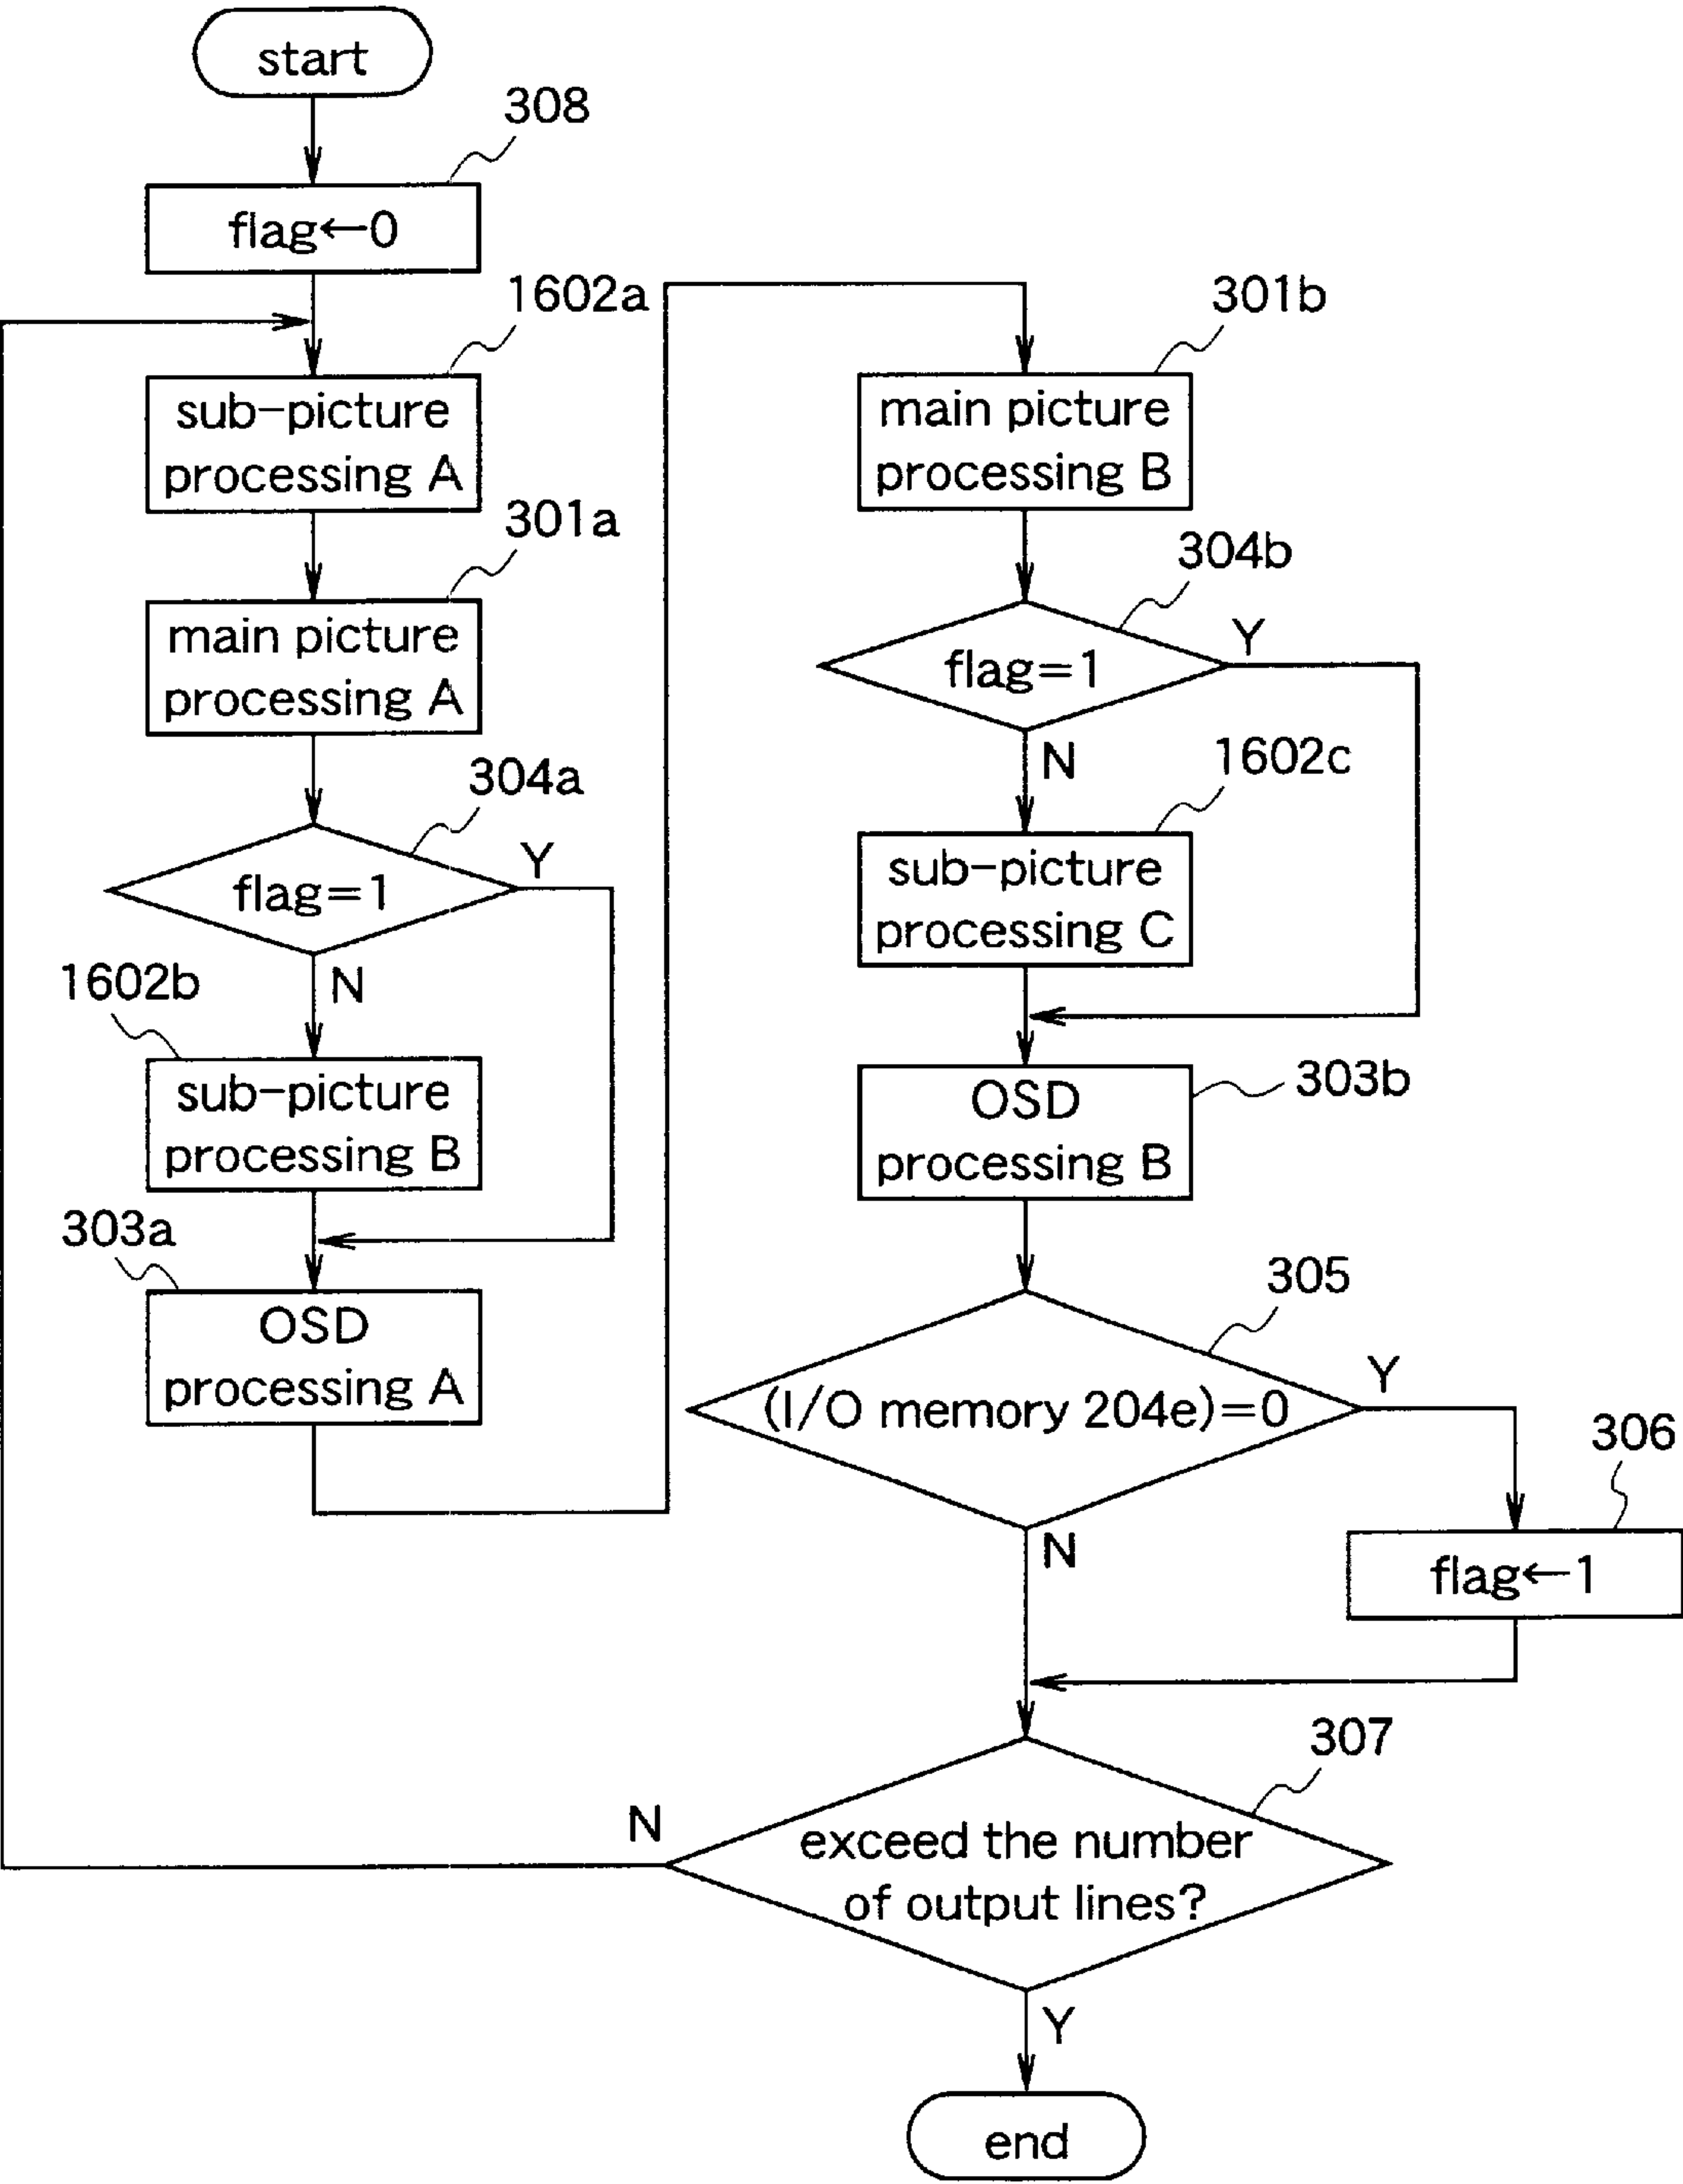 start
308
flag←0
1602a
sub-picture
processing A
301a
main picture
processing A
304a
flag=1
Y
N
1602b
sub-picture
processing B
303a
OSD
processing A
301b
main picture
processing B
304b
flag=1
Y
N
1602c
sub-picture
processing C
303b
OSD
processing B
305
(I/O memory 204e)=0
Y
N
306
flag←1
307
exceed the number
of output lines?
N
Y
end